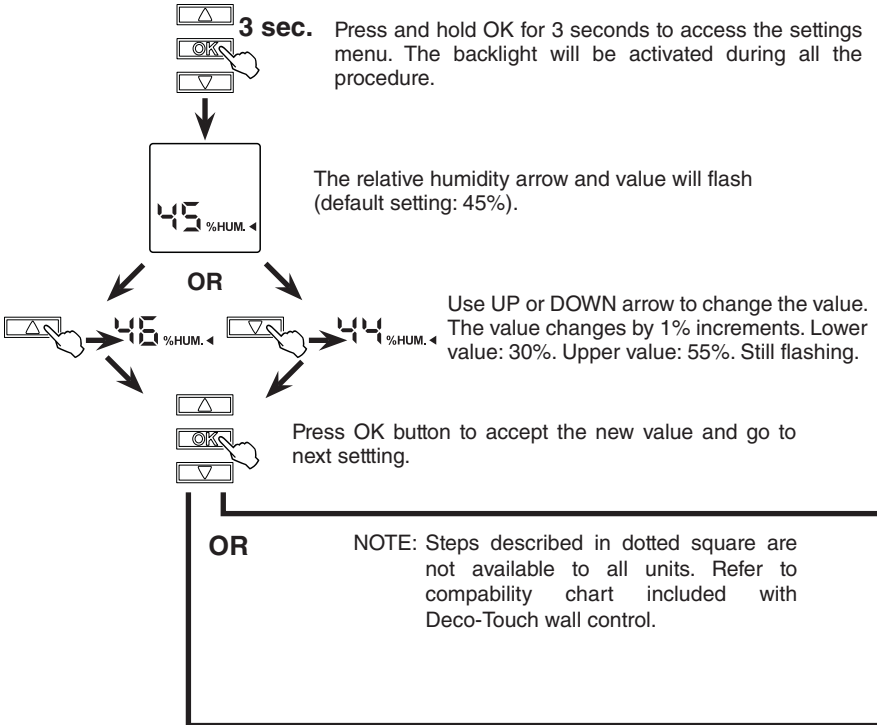 OK
3 sec.
Press and hold OK for 3 seconds to access the settings
menu. The backlight will be activated during all the
procedure.
45 %HUM.
The relative humidity arrow and value will flash
(default setting: 45%).
OR
46 %HUM.
44 %HUM.
Use UP or DOWN arrow to change the value.
The value changes by 1% increments. Lower
value: 30%. Upper value: 55%. Still flashing.
OK
Press OK button to accept the new value and go to
next settting.
OR
NOTE: Steps described in dotted square are
not available to all units. Refer to
compability chart included with
Deco-Touch wall control.